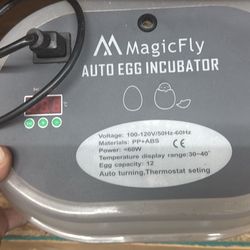 MagicFly
AUTO EGG INCUBATOR
Voltage: 100-120V/50Hz-60Hz
Materials: PP+ABS CE
Power: <60W
Temperature display range:30~40°
Egg capacity: 12
Auto turning,Thermostat seting